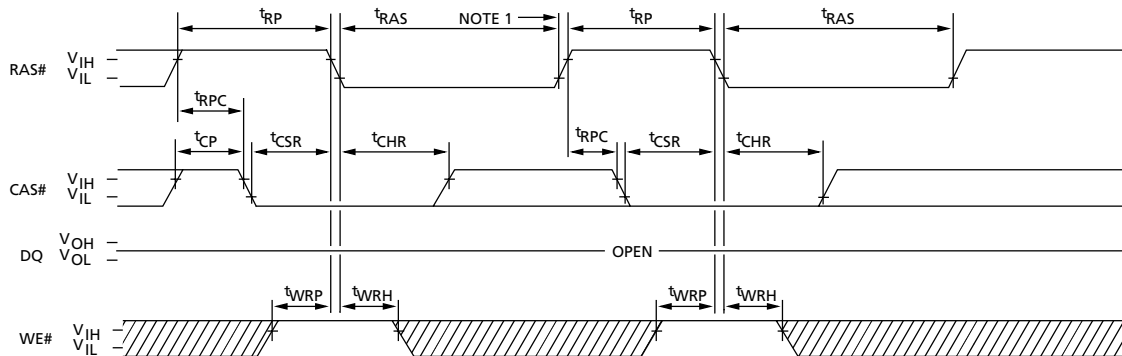 tRP tRAS NOTE 1 tRP tRAS
RAS# VIH
VIL
tRPC
tCP tCSR tCHR tRPC tCSR tCHR
CAS# VIH
VIL
DQ VOH
VOL
OPEN
tWRP tWRH tWRP tWRH
WE# VIH
VIL